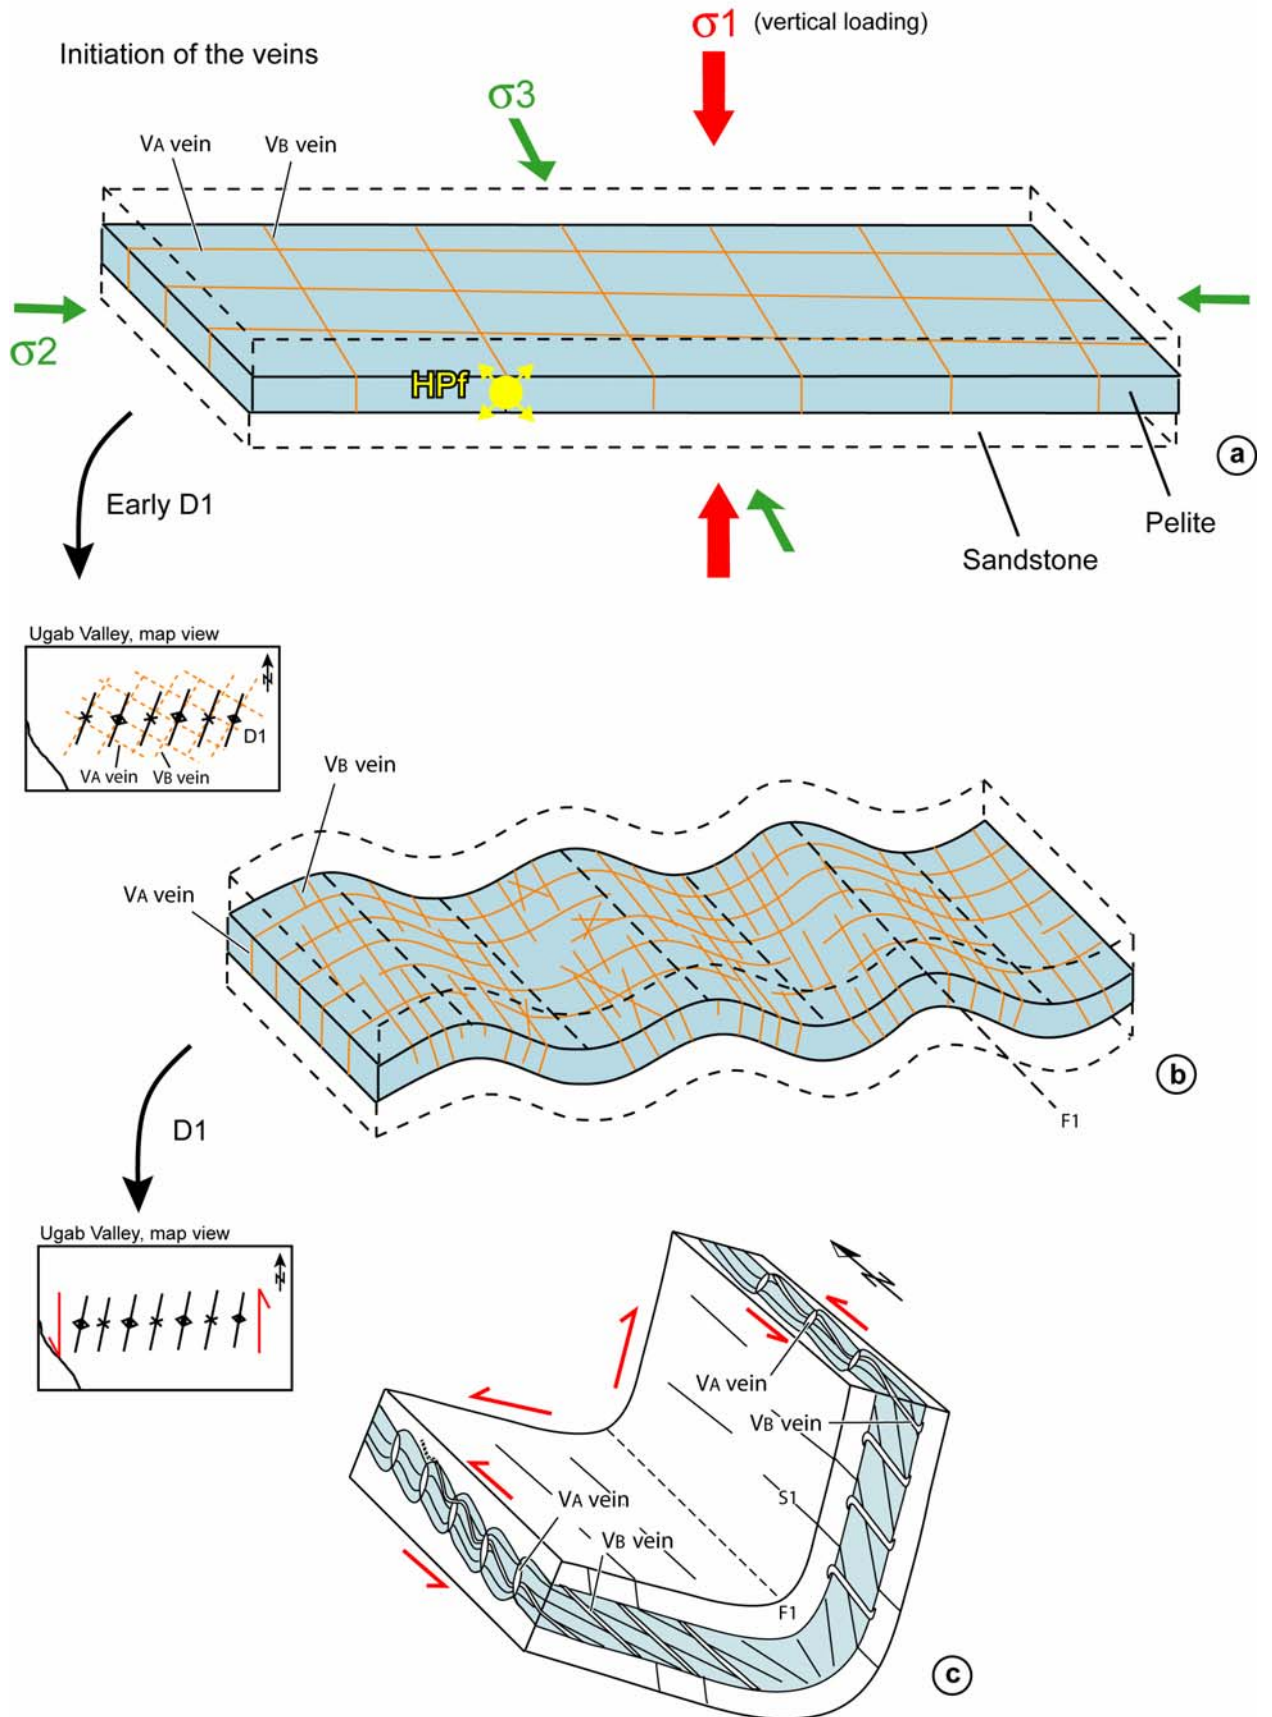 σ1 (vertical loading)
Initiation of the veins
σ3
VA vein
VB vein
σ2
HPf
a
Early D1
Pelite
Sandstone
Ugab Valley, map view
N
D1
VA vein VB vein
VB vein
VA vein
b
F1
D1
Ugab Valley, map view
N
N
VA vein
VB vein
S1
VA vein
VB vein
F1
c